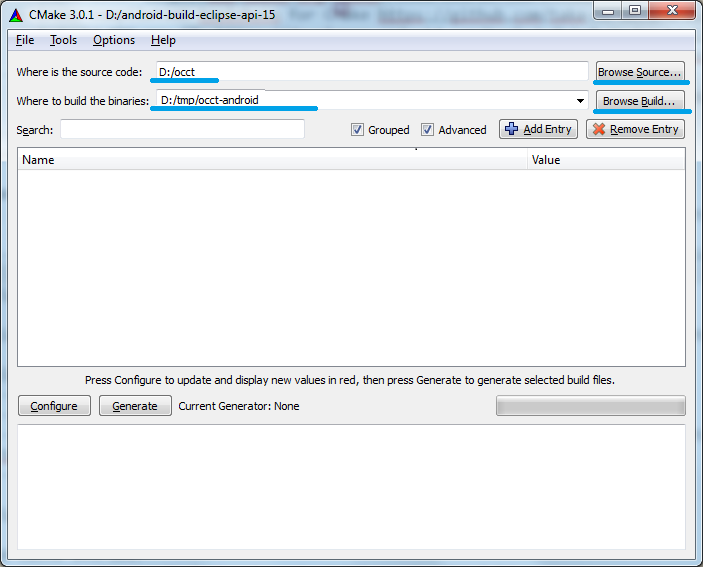 CMake 3.0.1 - D:/android-build-eclipse-api-15
File Tools Options Help
Where is the source code: D:/occt Browse Source...
Where to build the binaries: D:/tmp/occt-android Browse Build...
Search: Grouped Advanced Add Entry Remove Entry
Name Value
Press Configure to update and display new values in red, then press Generate to generate selected build files.
Configure Generate Current Generator: None